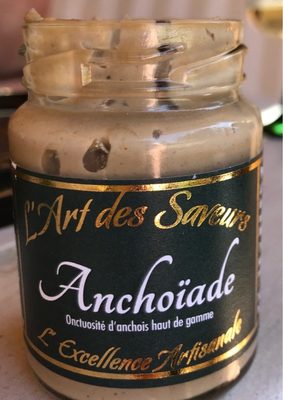 L'Art des Saveurs
Anchoïade
Onctuosité d'anchois haut de gamme
L'Excellence Artisanale